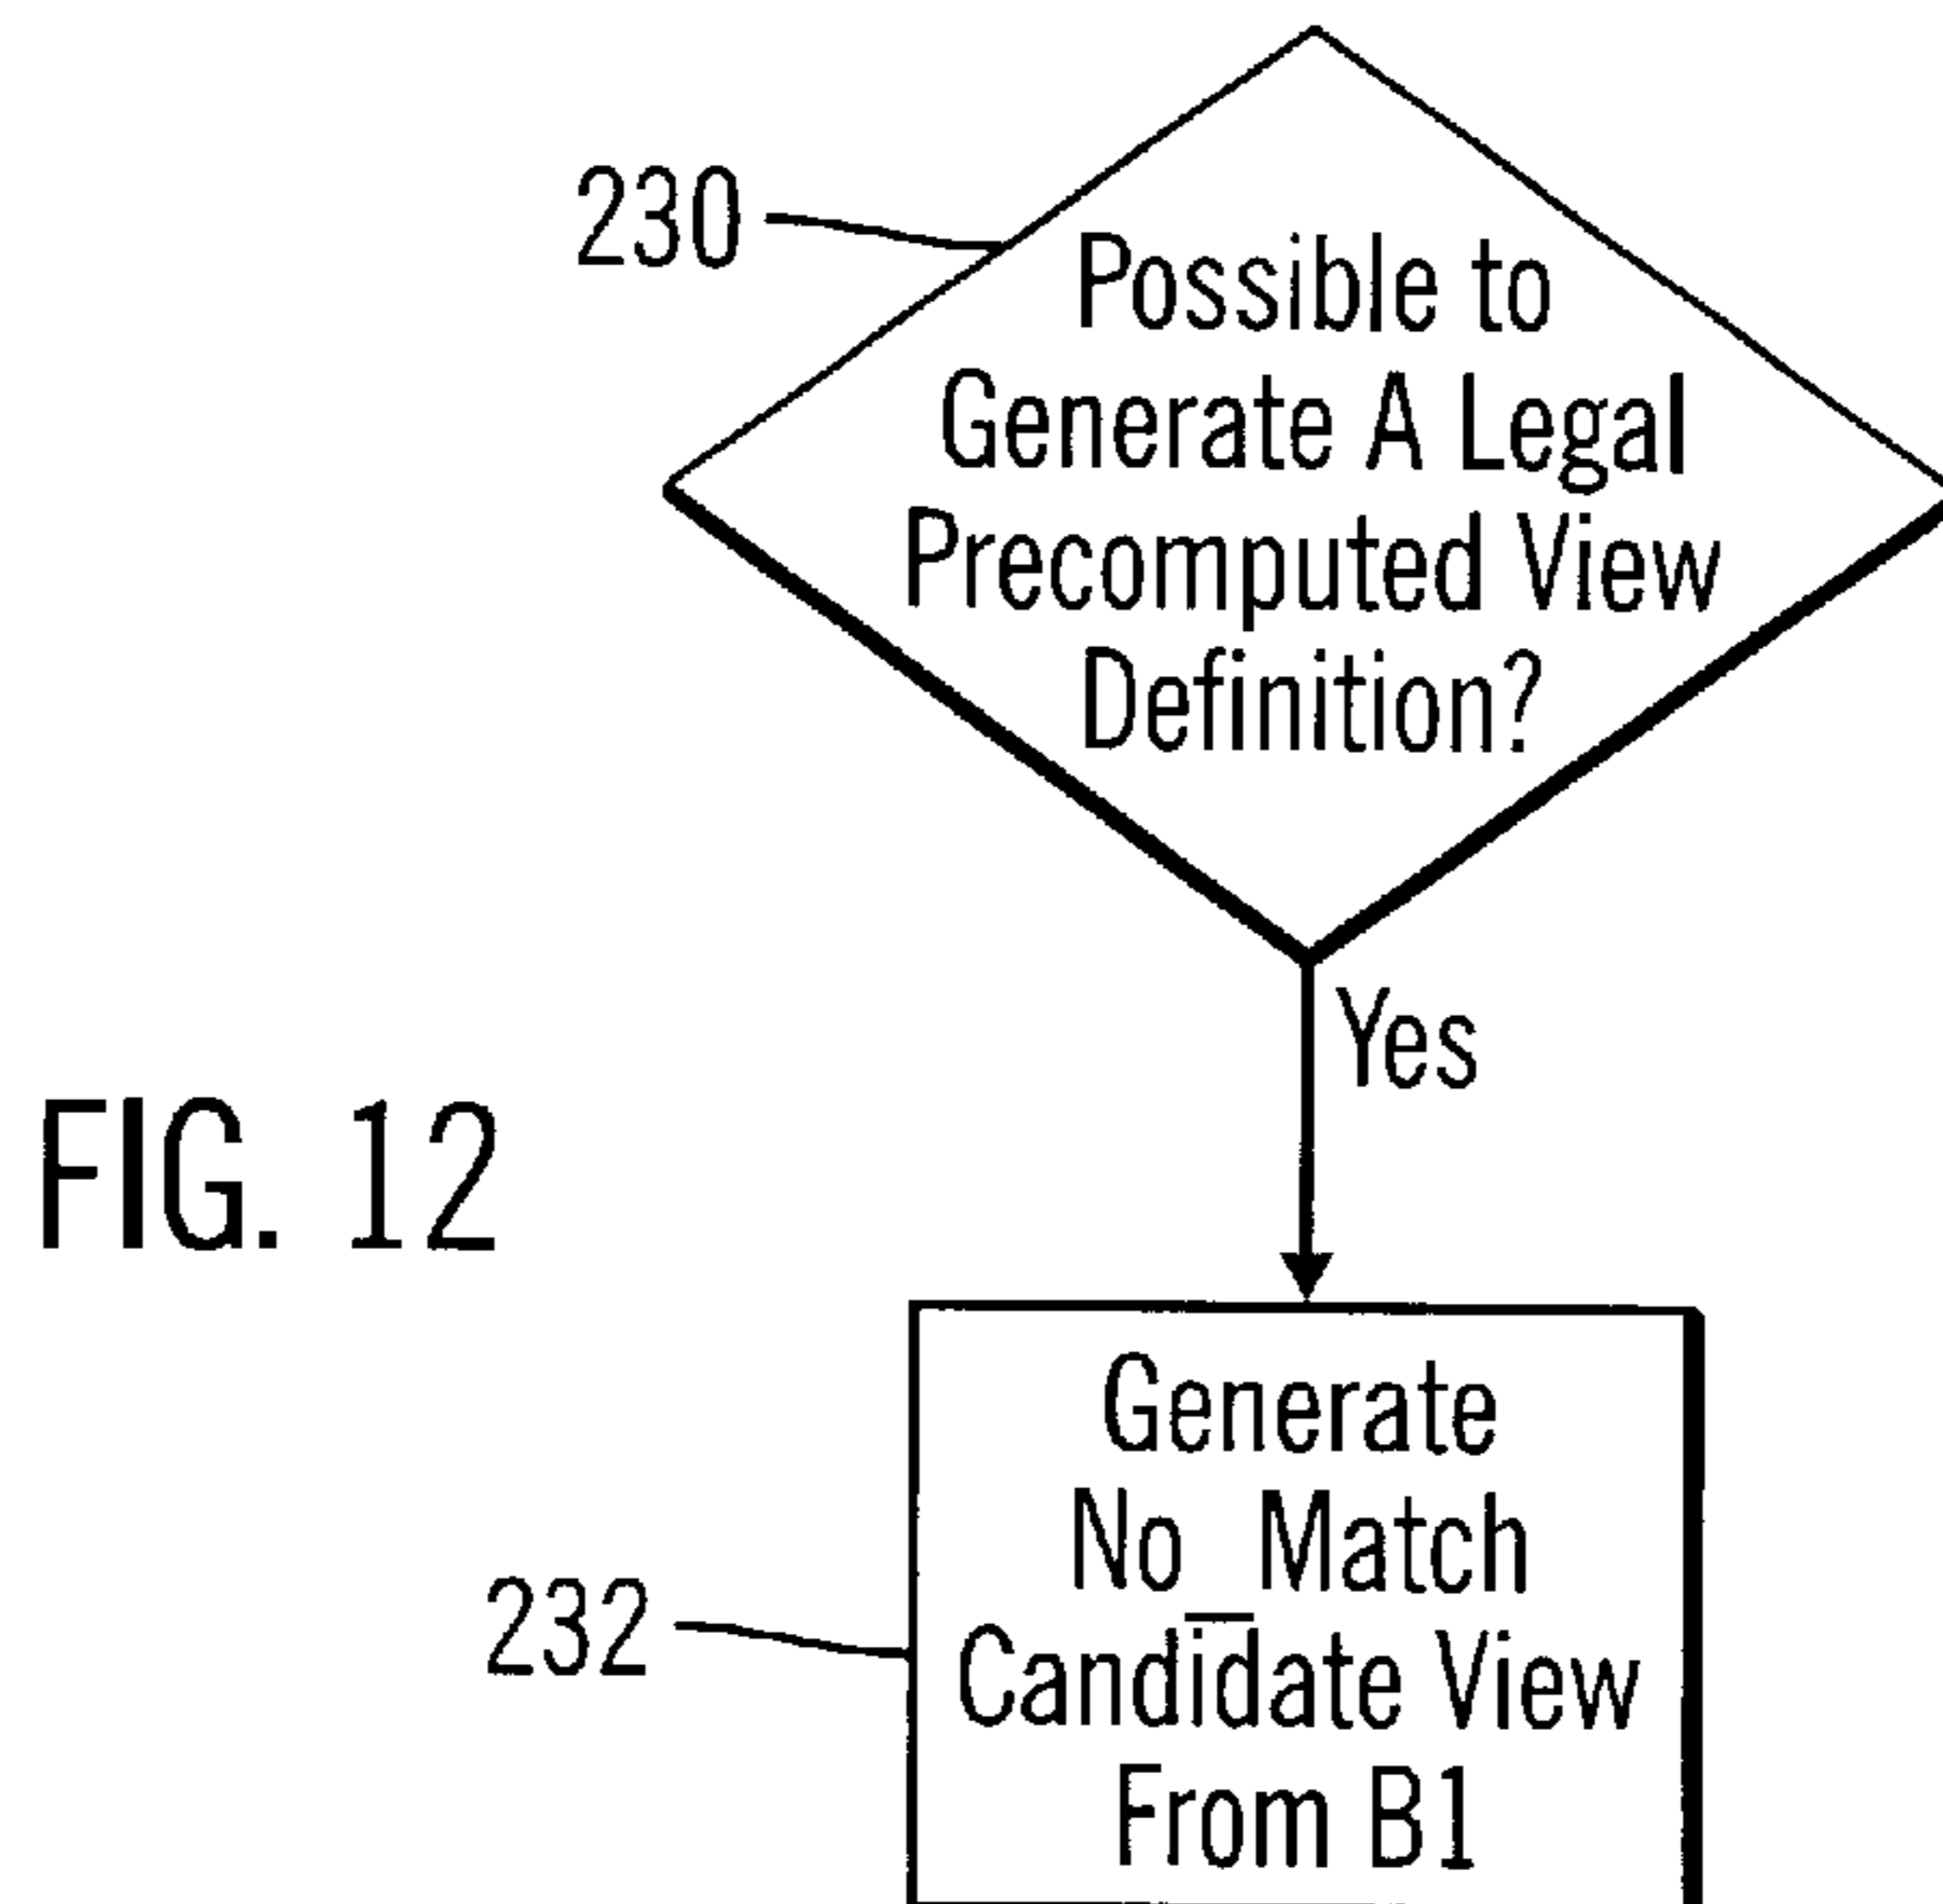 230
Possible to
Generate A Legal
Precomputed View
Definition?
Yes
FIG. 12
Generate
No_Match
Candidate View
From B1
232